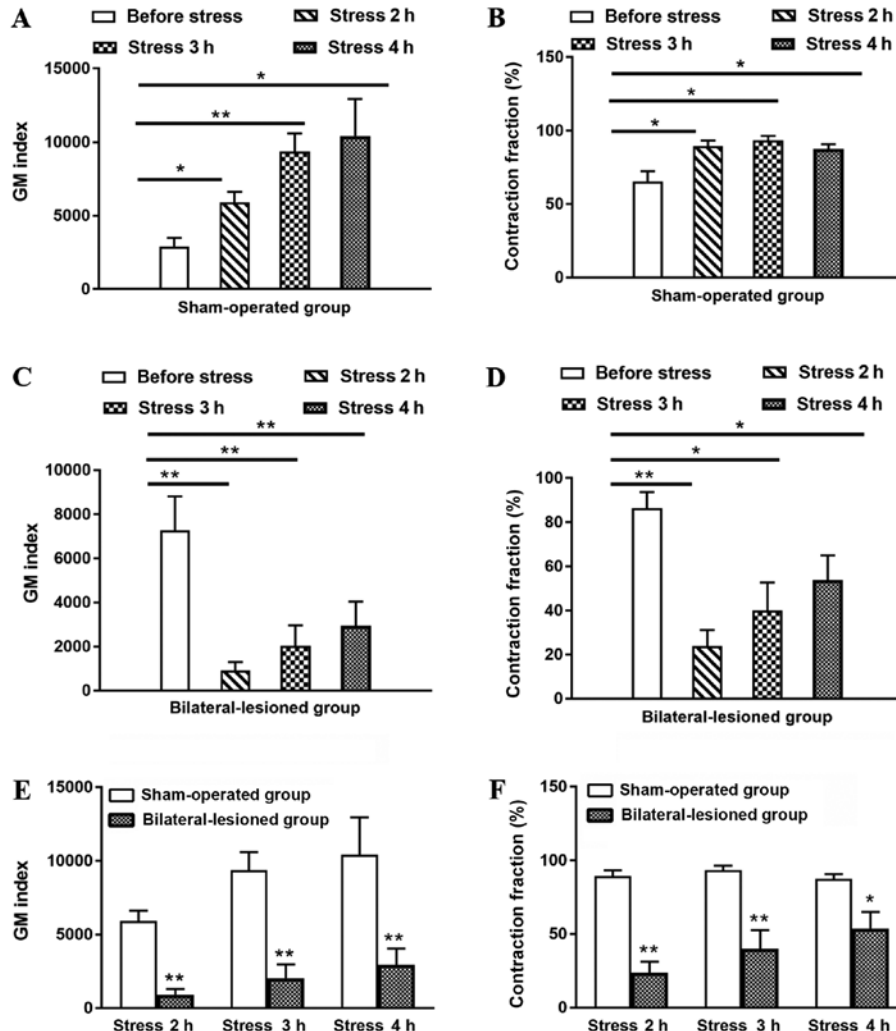 A
Before stress
Stress 2 h
Stress 3 h
Stress 4 h
GM index
15000
10000
5000
0
*
**
*
Sham-operated group
B
Before stress
Stress 2 h
Stress 3 h
Stress 4 h
Contraction fraction (%)
150
100
50
0
*
*
*
Sham-operated group
C
Before stress
Stress 2 h
Stress 3 h
Stress 4 h
GM index
10000
8000
6000
4000
2000
0
**
**
**
Bilateral-lesioned group
D
Before stress
Stress 2 h
Stress 3 h
Stress 4 h
Contraction fraction (%)
100
80
60
40
20
0
*
*
**
Bilateral-lesioned group
E
Sham-operated group
Bilateral-lesioned group
GM index
15000
10000
5000
0
** ** **
Stress 2 h Stress 3 h Stress 4 h
F
Sham-operated group
Bilateral-lesioned group
Contraction fraction (%)
150
100
50
0
** ** *
Stress 2 h Stress 3 h Stress 4 h